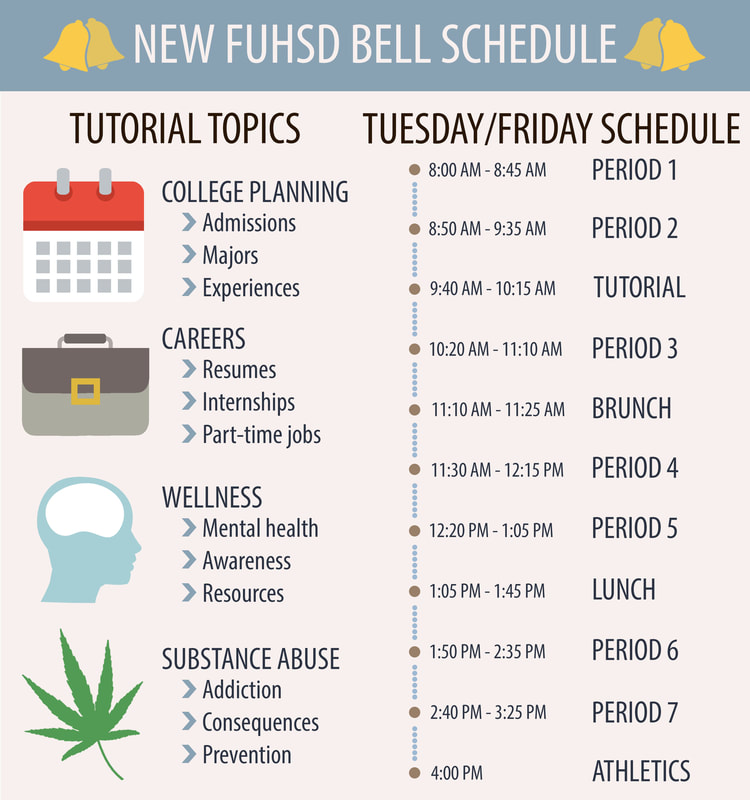 NEW FUHSD BELL SCHEDULE
TUTORIAL TOPICS
COLLEGE PLANNING
Admissions
Majors
Experiences
CAREERS
Resumes
Internships
Part-time jobs
WELLNESS
Mental health
Awareness
Resources
SUBSTANCE ABUSE
Addiction
Consequences
Prevention
TUESDAY/FRIDAY SCHEDULE
8:00 AM - 8:45 AM PERIOD 1
8:50 AM - 9:35 AM PERIOD 2
9:40 AM - 10:15 AM TUTORIAL
10:20 AM - 11:10 AM PERIOD 3
11:10 AM - 11:25 AM BRUNCH
11:30 AM - 12:15 PM PERIOD 4
12:20 PM - 1:05 PM PERIOD 5
1:05 PM - 1:45 PM LUNCH
1:50 PM - 2:35 PM PERIOD 6
2:40 PM - 3:25 PM PERIOD 7
4:00 PM ATHLETICS